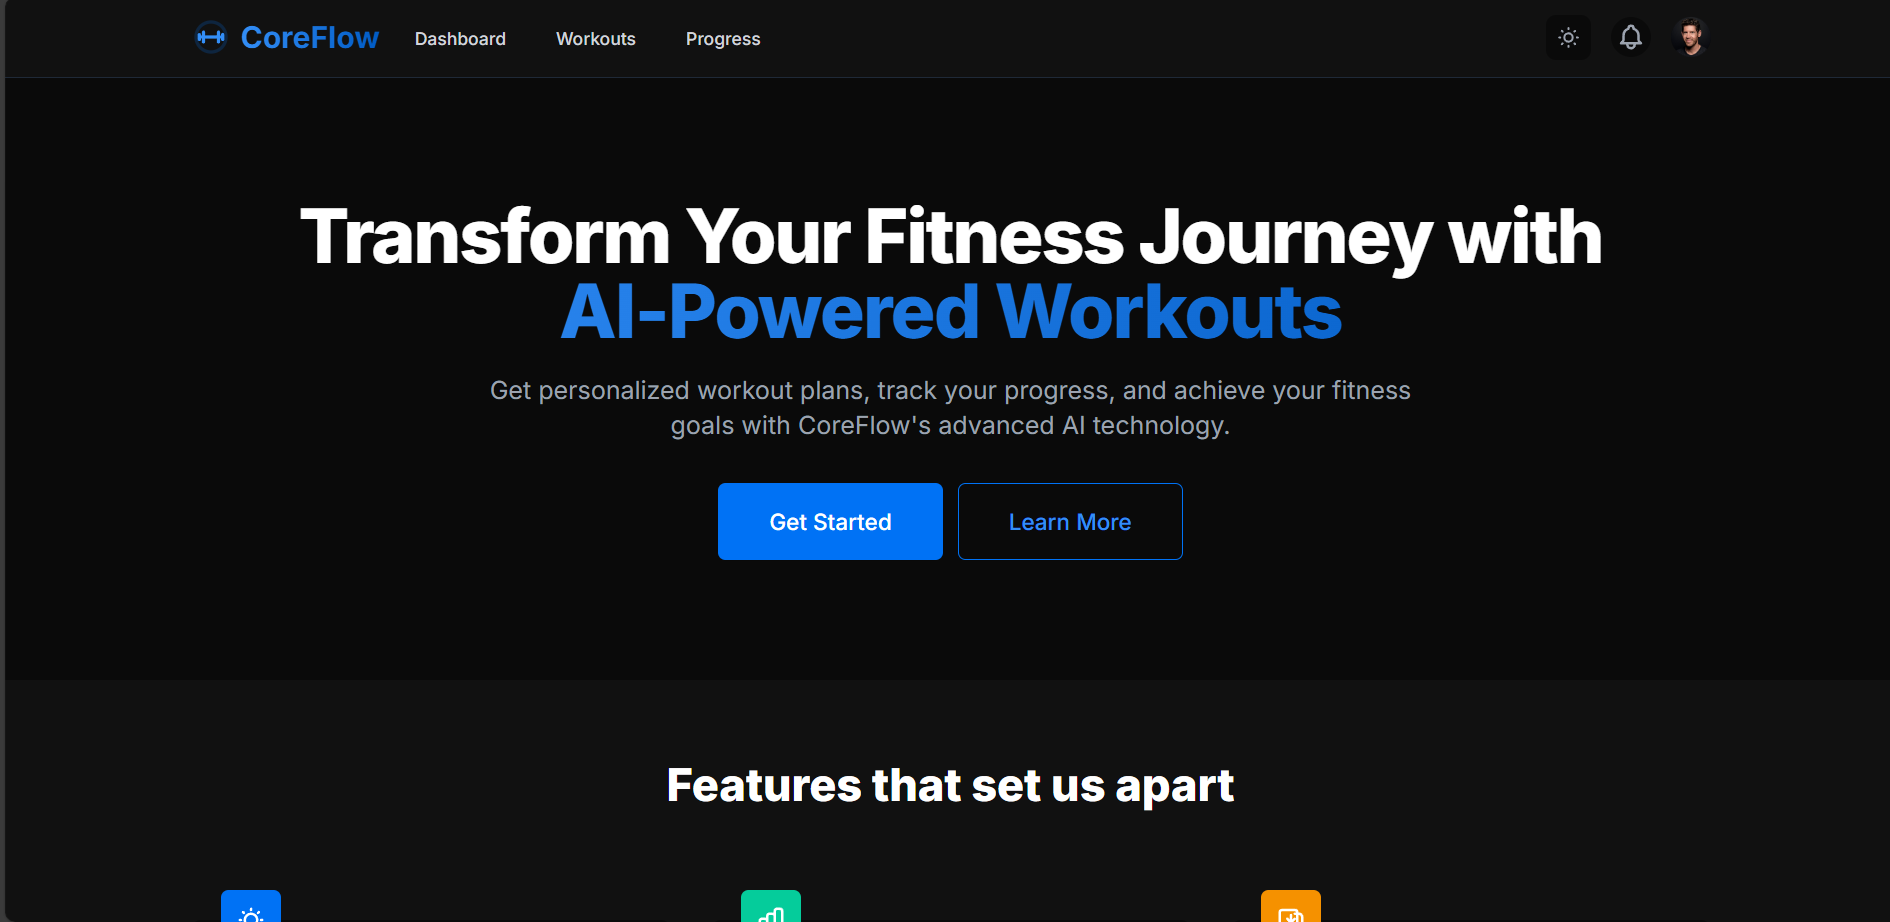 CoreFlow
Dashboard
Workouts
Progress
Transform Your Fitness Journey with
AI-Powered Workouts
Get personalized workout plans, track your progress, and achieve your fitness
goals with CoreFlow's advanced AI technology.
Get Started
Learn More
Features that set us apart